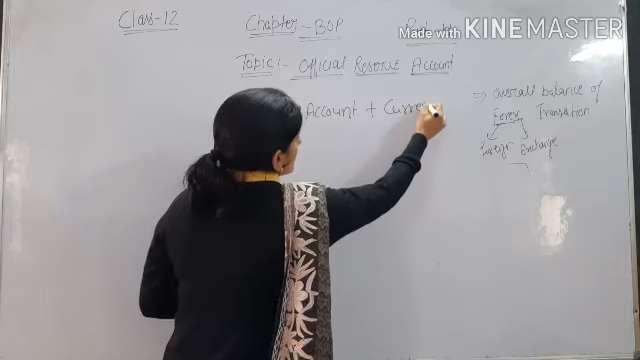 Class-12
Chapter - BOP
Made with KINEMASTER
Topic:- Official Reserve Account
Account + Curre
⇒ overall balance of
Forex Transation
foreign Exchange